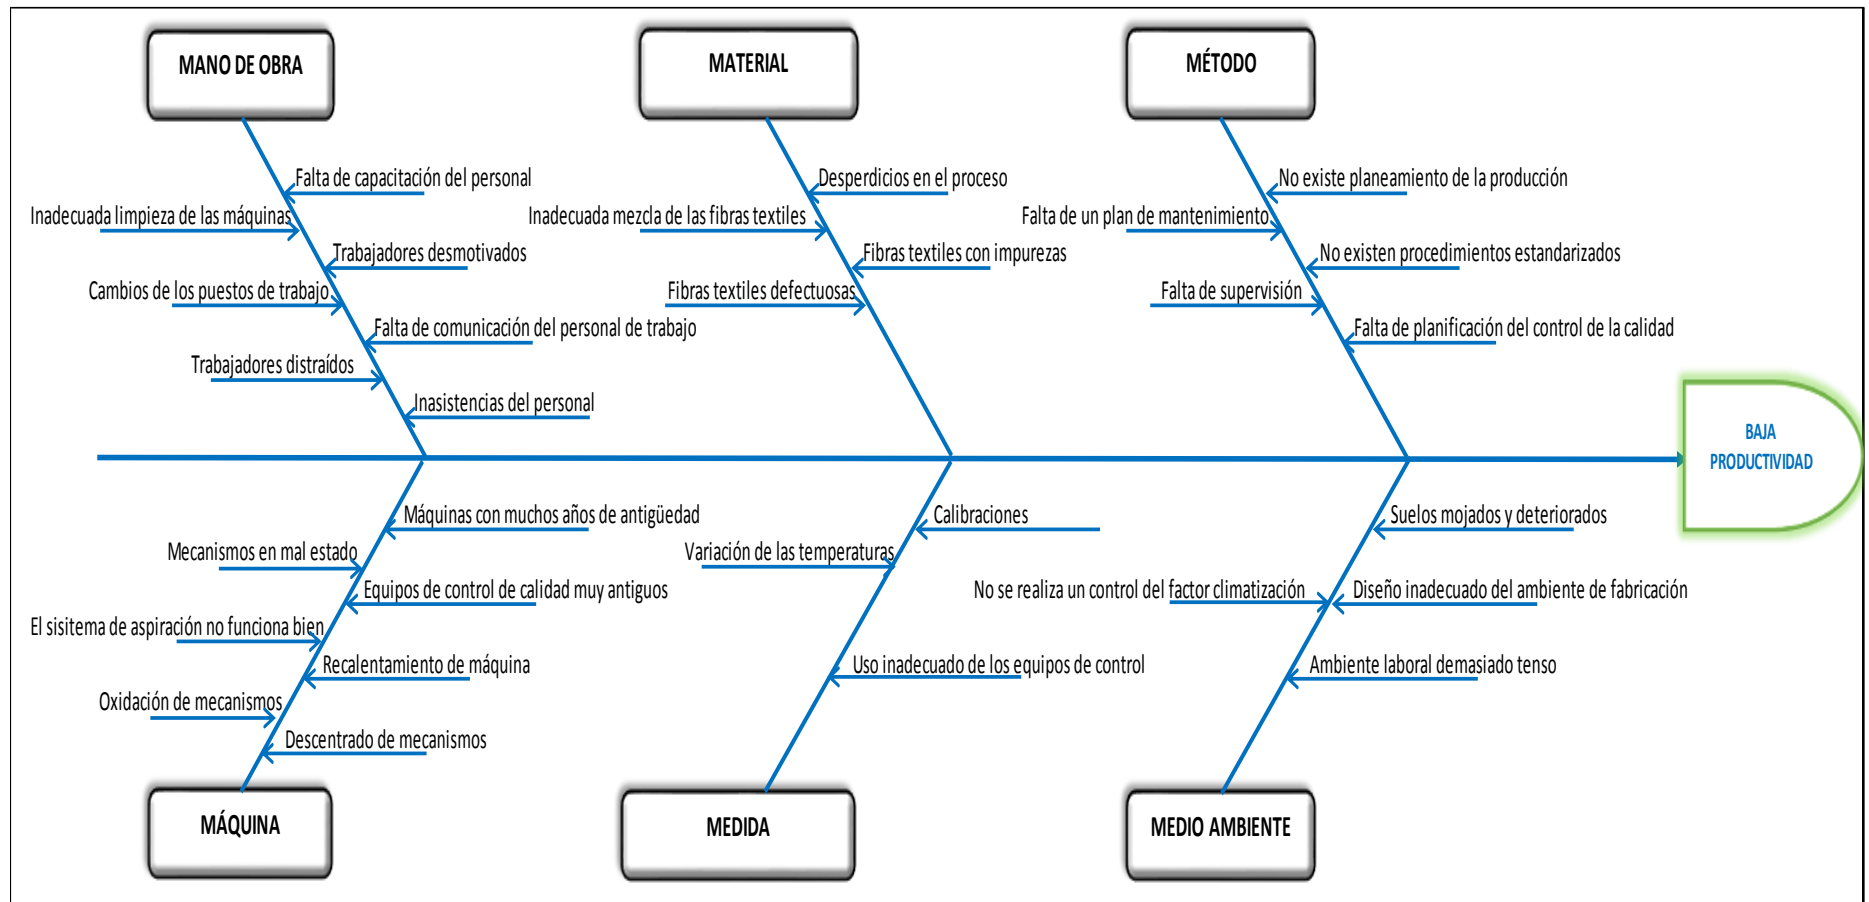 MANO DE OBRA
MATERIAL
MÉTODO
Falta de capacitación del personal
Inadecuada limpieza de las máquinas
Trabajadores desmotivados
Cambios de los puestos de trabajo
Falta de comunicación del personal de trabajo
Trabajadores distraídos
Inasistencias del personal
Desperdicios en el proceso
Inadecuada mezcla de las fibras textiles
Fibras textiles con impurezas
Fibras textiles defectuosas
No existe planeamiento de la producción
Falta de un plan de mantenimiento
No existen procedimientos estandarizados
Falta de supervisión
Falta de planificación del control de la calidad
BAJA
PRODUCTIVIDAD
Máquinas con muchos años de antigüedad
Mecanismos en mal estado
Equipos de control de calidad muy antiguos
El sisitema de aspiración no funciona bien
Recalentamiento de máquina
Oxidación de mecanismos
Descentrado de mecanismos
Calibraciones
Variación de las temperaturas
Uso inadecuado de los equipos de control
Suelos mojados y deteriorados
No se realiza un control del factor climatización
Diseño inadecuado del ambiente de fabricación
Ambiente laboral demasiado tenso
MÁQUINA
MEDIDA
MEDIO AMBIENTE